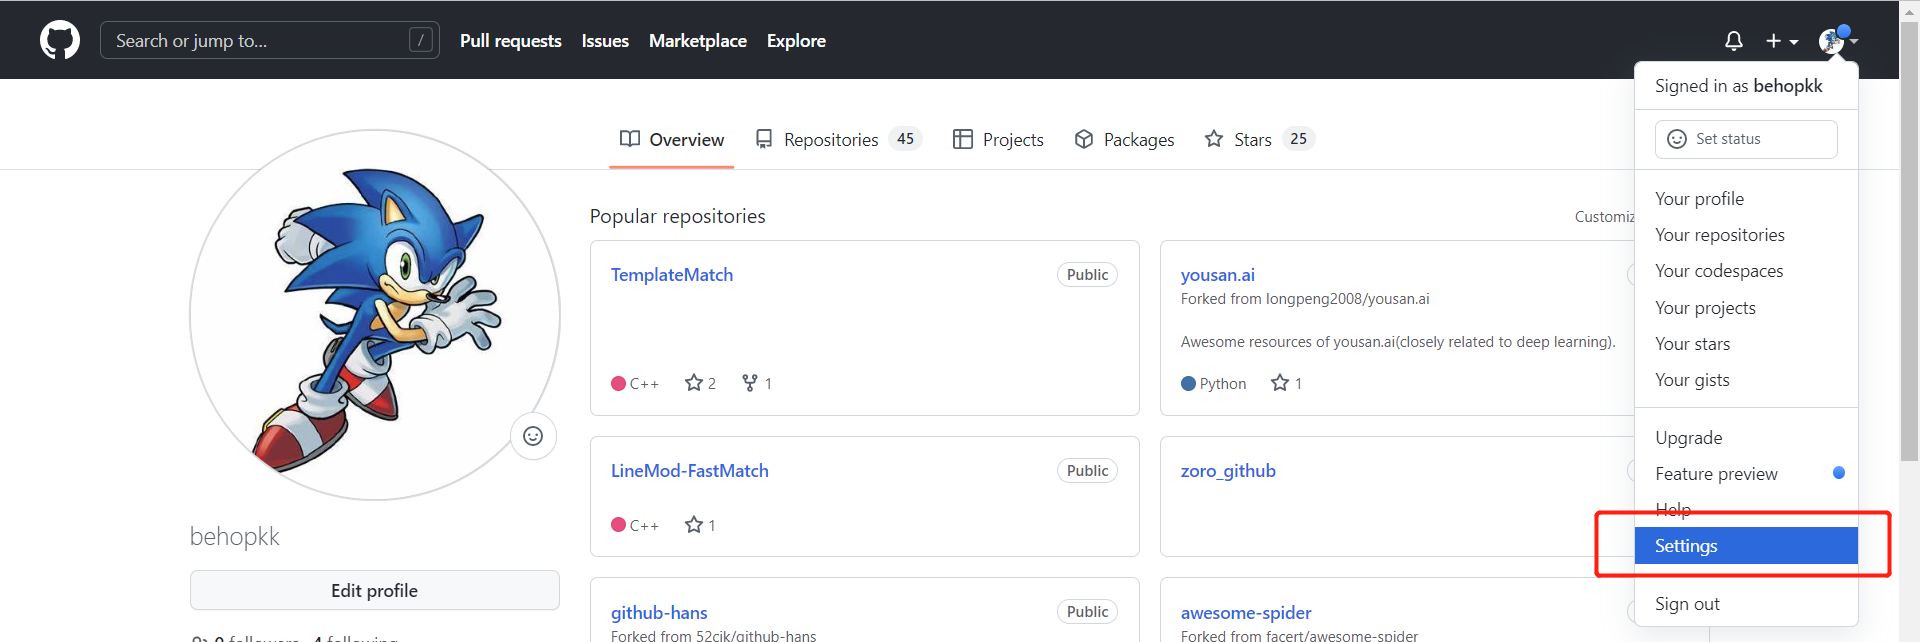 Search or jump to... /
Pull requests
Issues
Marketplace
Explore
Signed in as behopkk
Set status
Your profile
Your repositories
Your codespaces
Your projects
Your stars
Your gists
Upgrade
Feature preview
Help
Settings
Sign out
Overview
Repositories 45
Projects
Packages
Stars 25
behopkk
Edit profile
0 followers · 4 following
Popular repositories
Customiz
TemplateMatch Public
C++ 2 1
yousan.ai
Forked from longpeng2008/yousan.ai
Awesome resources of yousan.ai(closely related to deep learning).
Python 1
LineMod-FastMatch Public
C++ 1
zoro_github
github-hans Public
Forked from 52cik/github-hans
awesome-spider
Forked from facert/awesome-spider